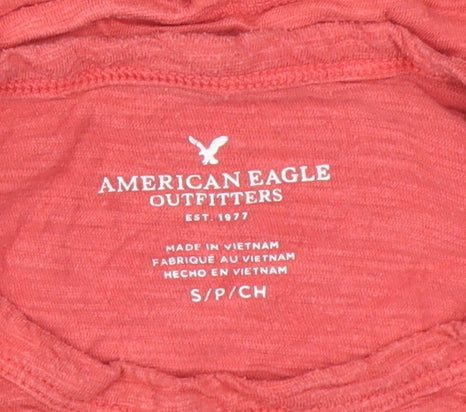 AMERICAN EAGLE
OUTFITTERS
EST. 1977
MADE IN VIETNAM
FABRIQUÉ AU VIETNAM
HECHO EN VIETNAM
S/P/CH